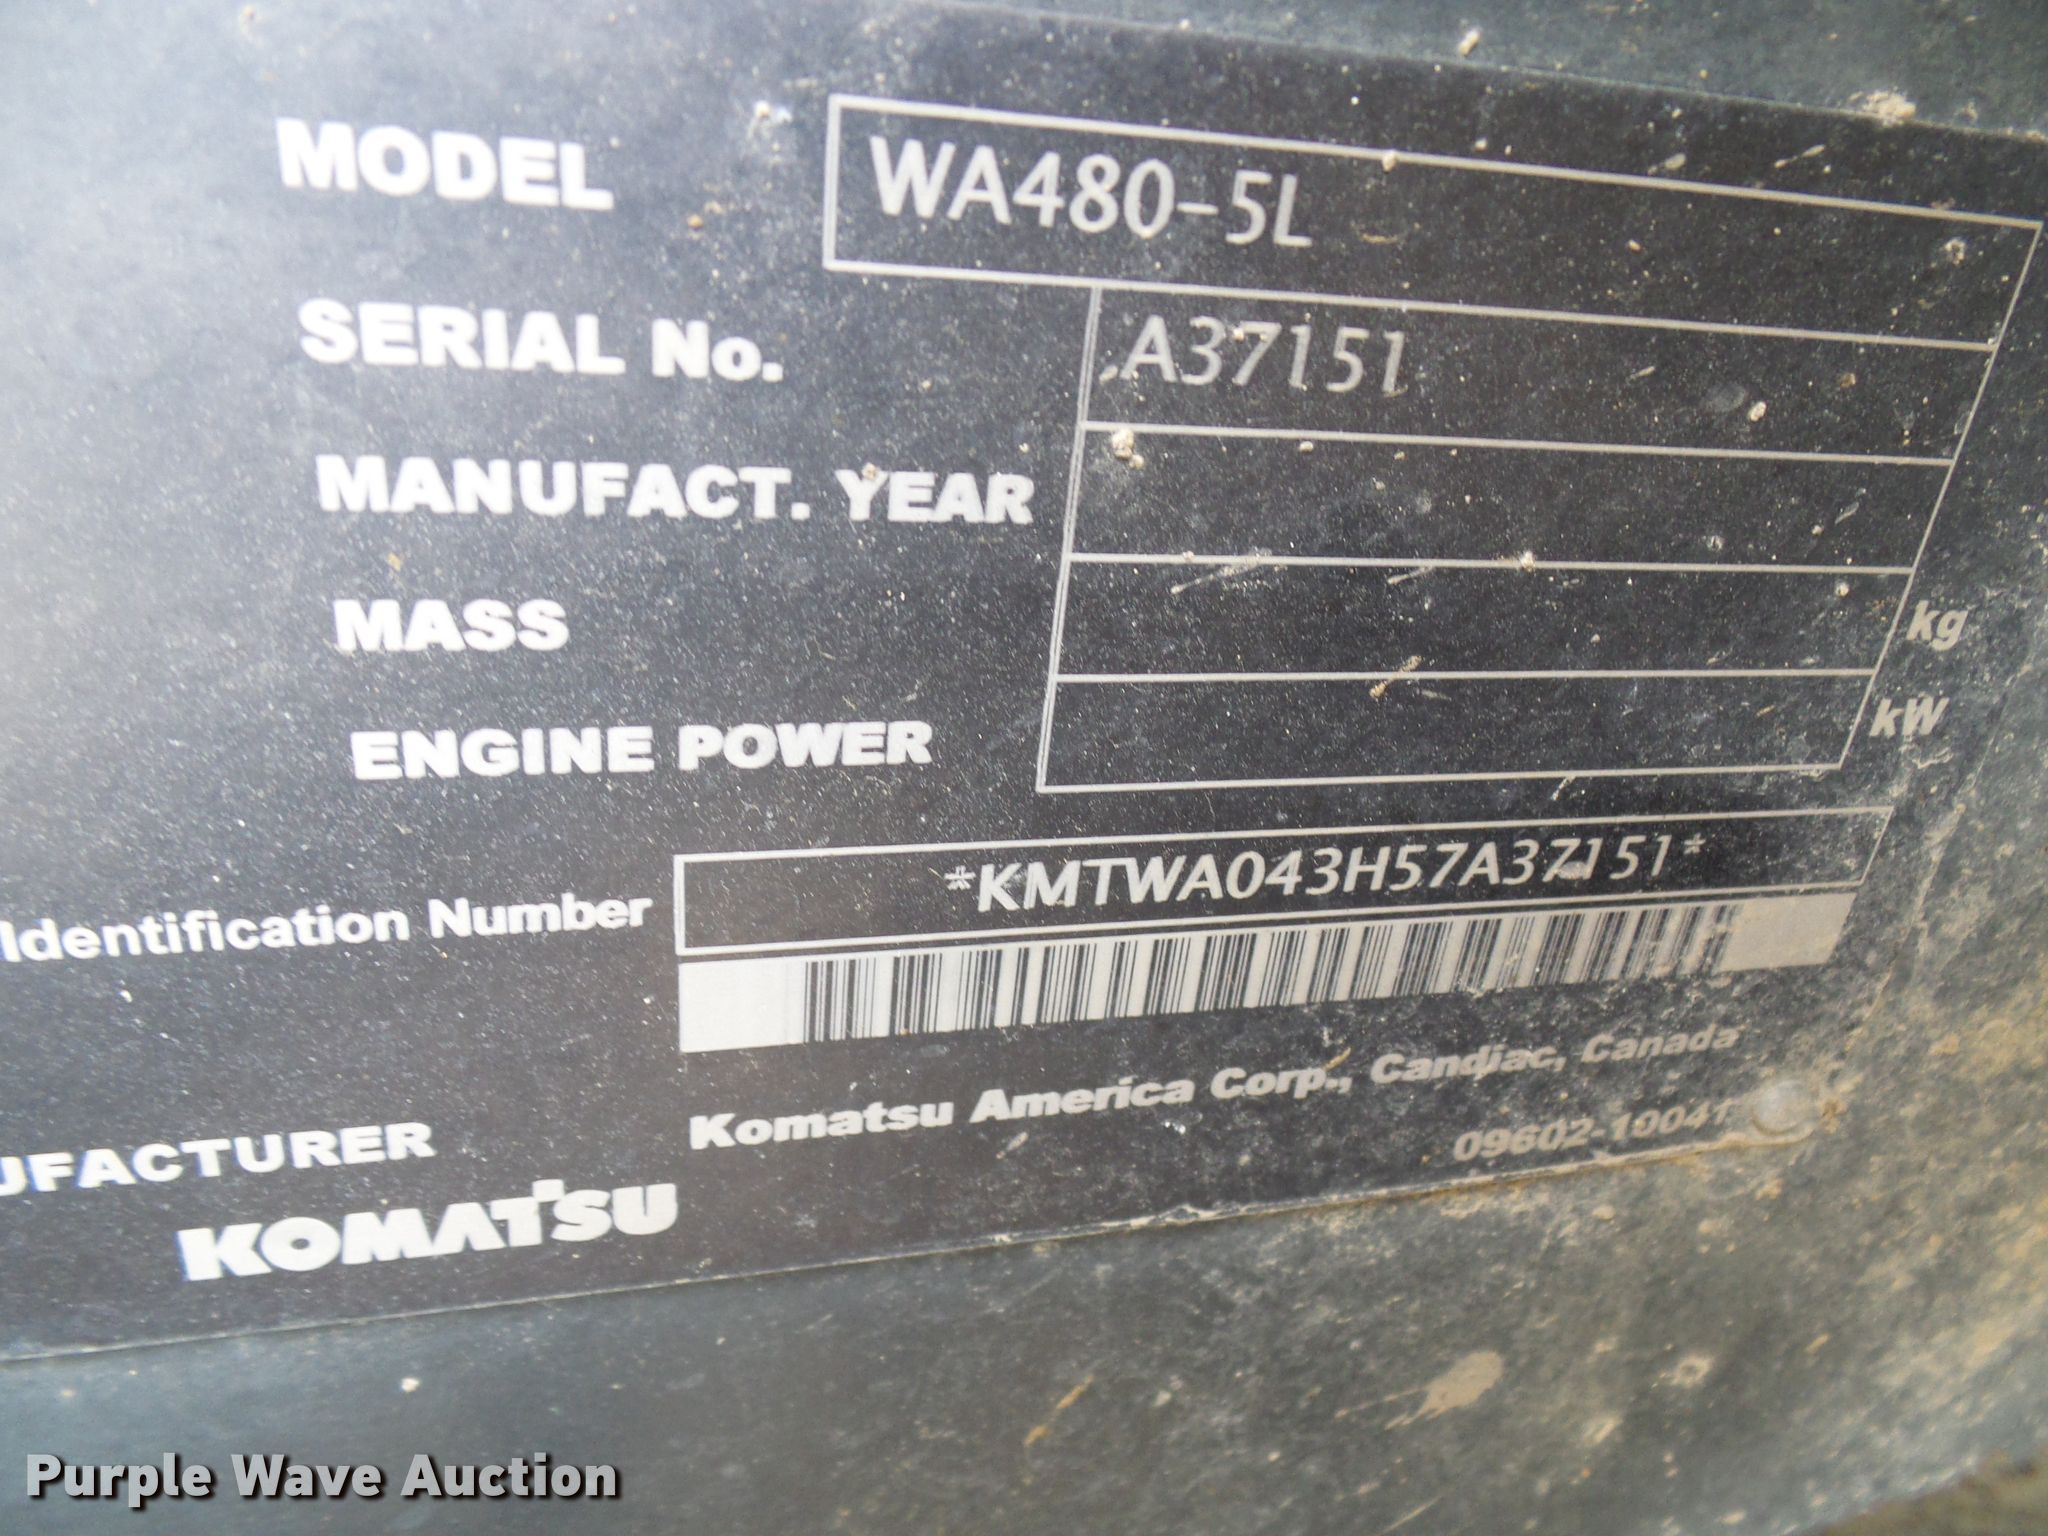 MODEL WA480-5L
SERIAL No. A37151
MANUFACT. YEAR
MASS kg
ENGINE POWER kW
Identification Number *KMTWA043H57A37151*
UFACTURER Komatsu America Corp., Candiac, Canada
09602-10041
KOMATSU
Purple Wave Auction